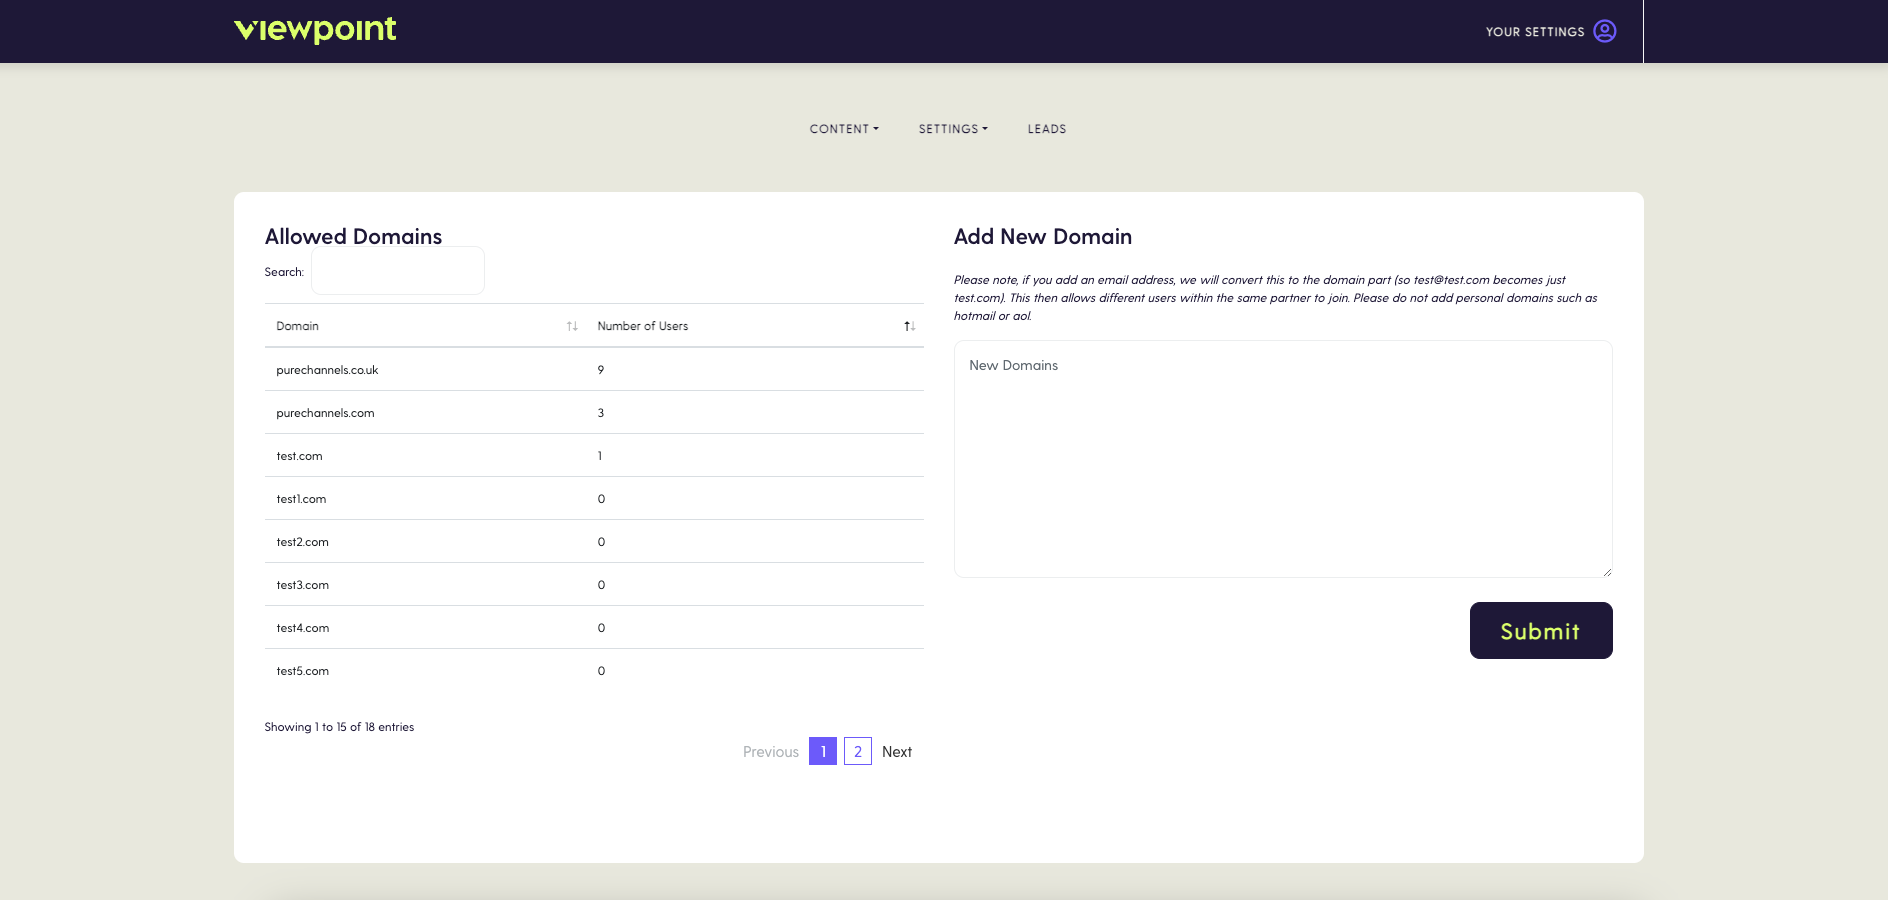 viewpoint
YOUR SETTINGS
CONTENT
SETTINGS
LEADS
Allowed Domains
Search:
Domain
Number of Users
purechannels.co.uk
9
purechannels.com
3
test.com
1
test1.com
0
test2.com
0
test3.com
0
test4.com
0
test5.com
0
Showing 1 to 15 of 18 entries
Previous
1
2
Next
Add New Domain
Please note, if you add an email address, we will convert this to the domain part (so test@test.com becomes just
test.com). This then allows different users within the same partner to join. Please do not add personal domains such as
hotmail or aol.
New Domains
Submit